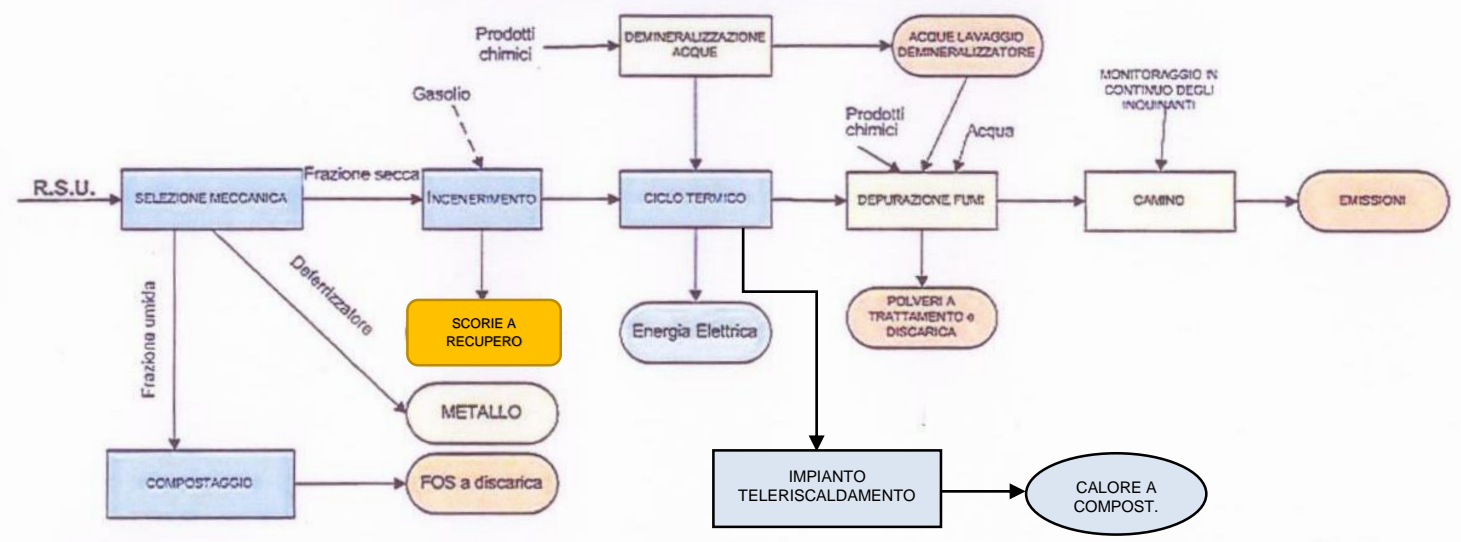 Prodotti
chimici
DEMINERALIZZAZIONE
ACQUE
ACQUE LAVAGGIO
DEMINERALIZZATORE
MONITORAGGIO IN
CONTINUO DEGLI
INQUINANTI
Gasolio
Prodotti
chimici
Acqua
R.S.U.
SELEZIONE MECCANICA
Frazione secca
INCENERIMENTO
CICLO TERMICO
DEPURAZIONE FUMI
CAMINO
EMISSIONI
Frazione umida
Deferrizzatore
SCORIE A
RECUPERO
Energia Elettrica
POLVERI A
TRATTAMENTO e
DISCARICA
METALLO
COMPOSTAGGIO
FOS a discarica
IMPIANTO
TELERISCALDAMENTO
CALORE A
COMPOST.